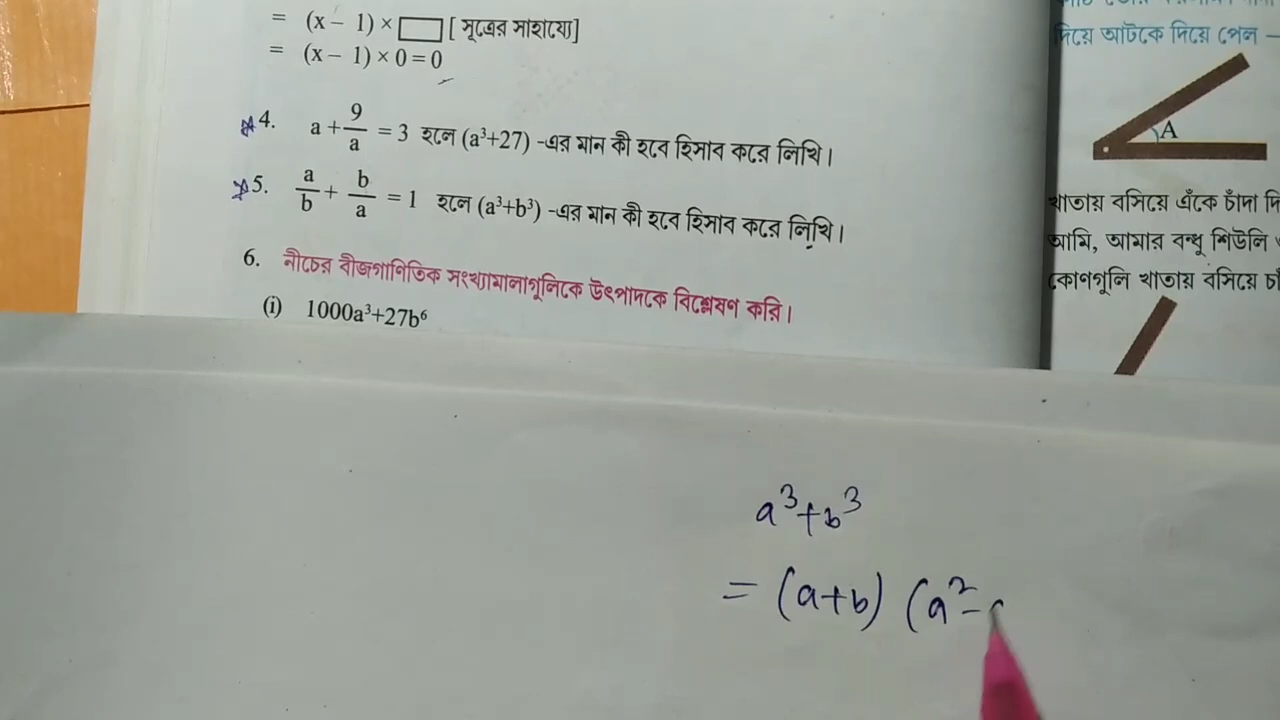 = (x – 1) × □ [ সূত্রের সাহায্যে]
= (x – 1) × 0 = 0
4. a + 9/a = 3 হলে (a³+27) -এর মান কী হবে হিসাব করে লিখি।
5. a/b + b/a = 1 হলে (a³+b³) -এর মান কী হবে হিসাব করে লিখি।
6. নীচের বীজগাণিতিক সংখ্যামালাগুলিকে উৎপাদকে বিশ্লেষণ করি।
(i) 1000a³+27b⁶
দিয়ে আটকে দিয়ে পেল —
A
খাতায় বসিয়ে এঁকে চাঁদা দি
আমি, আমার বন্ধু শিউলি
কোণগুলি খাতায় বসিয়ে চাঁ
a³+b³
= (a+b) (a²–